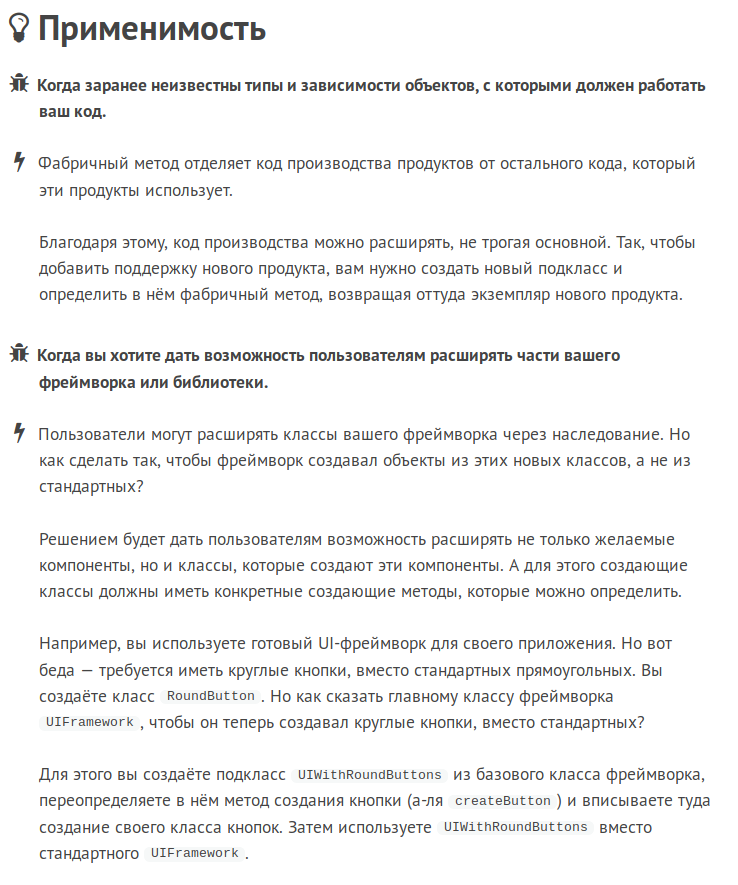 Применимость
Когда заранее неизвестны типы и зависимости объектов, с которыми должен работать
ваш код.
Фабричный метод отделяет код производства продуктов от остального кода, который
эти продукты использует.
Благодаря этому, код производства можно расширять, не трогая основной. Так, чтобы
добавить поддержку нового продукта, вам нужно создать новый подкласс и
определить в нём фабричный метод, возвращая оттуда экземпляр нового продукта.
Когда вы хотите дать возможность пользователям расширять части вашего
фреймворка или библиотеки.
Пользователи могут расширять классы вашего фреймворка через наследование. Но
как сделать так, чтобы фреймворк создавал объекты из этих новых классов, а не из
стандартных?
Решением будет дать пользователям возможность расширять не только желаемые
компоненты, но и классы, которые создают эти компоненты. А для этого создающие
классы должны иметь конкретные создающие методы, которые можно определить.
Например, вы используете готовый UI-фреймворк для своего приложения. Но вот
беда — требуется иметь круглые кнопки, вместо стандартных прямоугольных. Вы
создаёте класс RoundButton. Но как сказать главному классу фреймворка
UIFramework, чтобы он теперь создавал круглые кнопки, вместо стандартных?
Для этого вы создаёте подкласс UIWithRoundButtons из базового класса фреймворка,
переопределяете в нём метод создания кнопки (а-ля createButton) и вписываете туда
создание своего класса кнопок. Затем используете UIWithRoundButtons вместо
стандартного UIFramework.